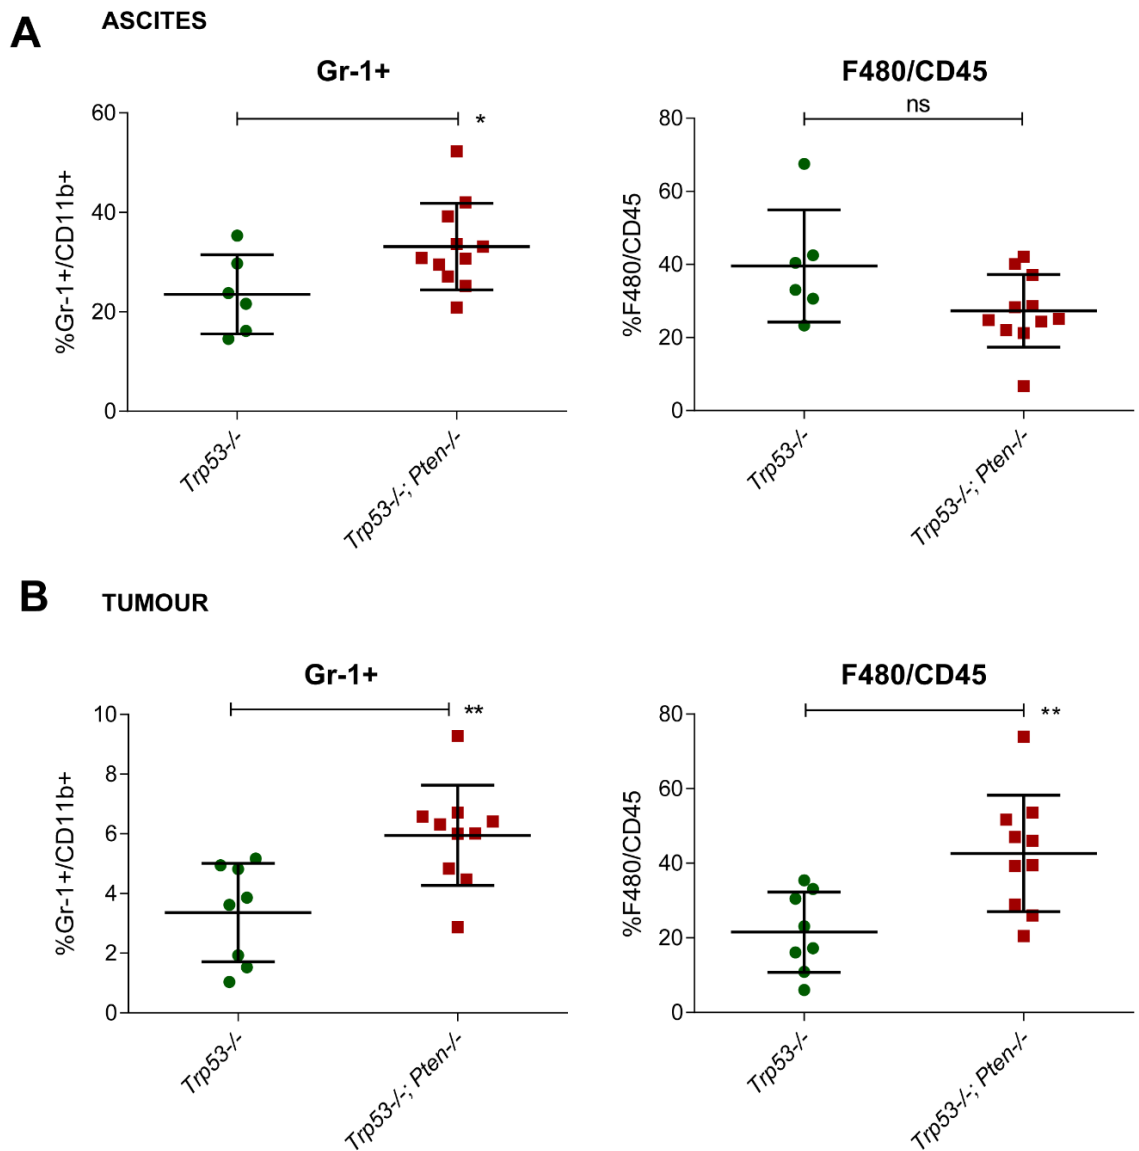 A
ASCITES
Gr-1+
*
%Gr-1+/CD11b+
60
40
20
0
Trp53-/-
Trp53-/-; Pten-/-
F480/CD45
ns
%F480/CD45
80
60
40
20
0
Trp53-/-
Trp53-/-; Pten-/-
B
TUMOUR
Gr-1+
**
%Gr-1+/CD11b+
10
8
6
4
2
0
Trp53-/-
Trp53-/-; Pten-/-
F480/CD45
**
%F480/CD45
80
60
40
20
0
Trp53-/-
Trp53-/-; Pten-/-